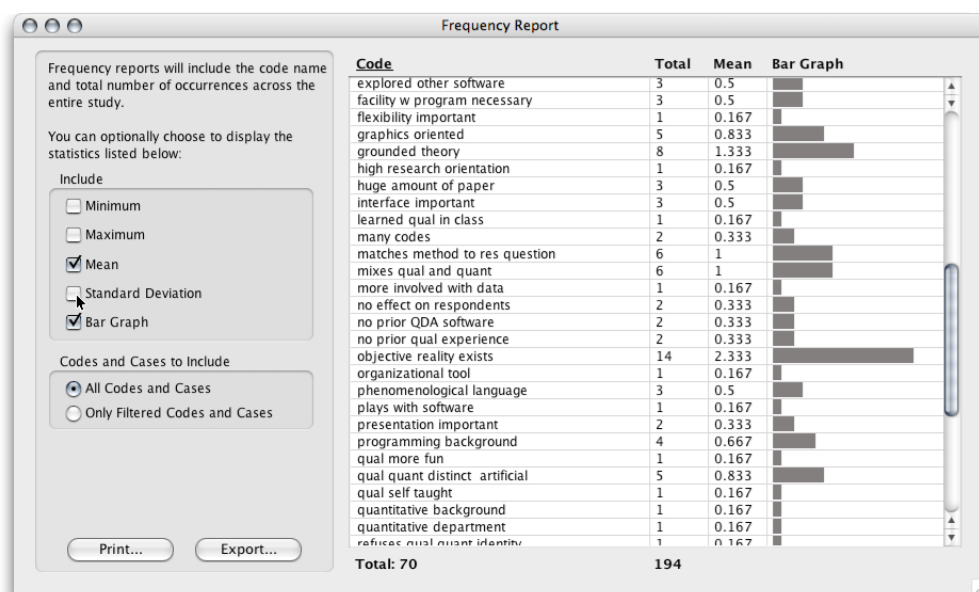 Frequency Report
Frequency reports will include the code name
and total number of occurrences across the
entire study.
You can optionally choose to display the
statistics listed below:
Include
Minimum
Maximum
Mean
Standard Deviation
Bar Graph
Codes and Cases to Include
All Codes and Cases
Only Filtered Codes and Cases
Print...
Export...
Code Total Mean Bar Graph
explored other software 3 0.5
facility w program necessary 3 0.5
flexibility important 1 0.167
graphics oriented 5 0.833
grounded theory 8 1.333
high research orientation 1 0.167
huge amount of paper 3 0.5
interface important 3 0.5
learned qual in class 1 0.167
many codes 2 0.333
matches method to res question 6 1
mixes qual and quant 6 1
more involved with data 1 0.167
no effect on respondents 2 0.333
no prior QDA software 2 0.333
no prior qual experience 2 0.333
objective reality exists 14 2.333
organizational tool 1 0.167
phenomenological language 3 0.5
plays with software 1 0.167
presentation important 2 0.333
programming background 4 0.667
qual more fun 1 0.167
qual quant distinct  artificial 5 0.833
qual self taught 1 0.167
quantitative background 1 0.167
quantitative department 1 0.167
refuses qual quant identity 1 0.167
Total: 70 194